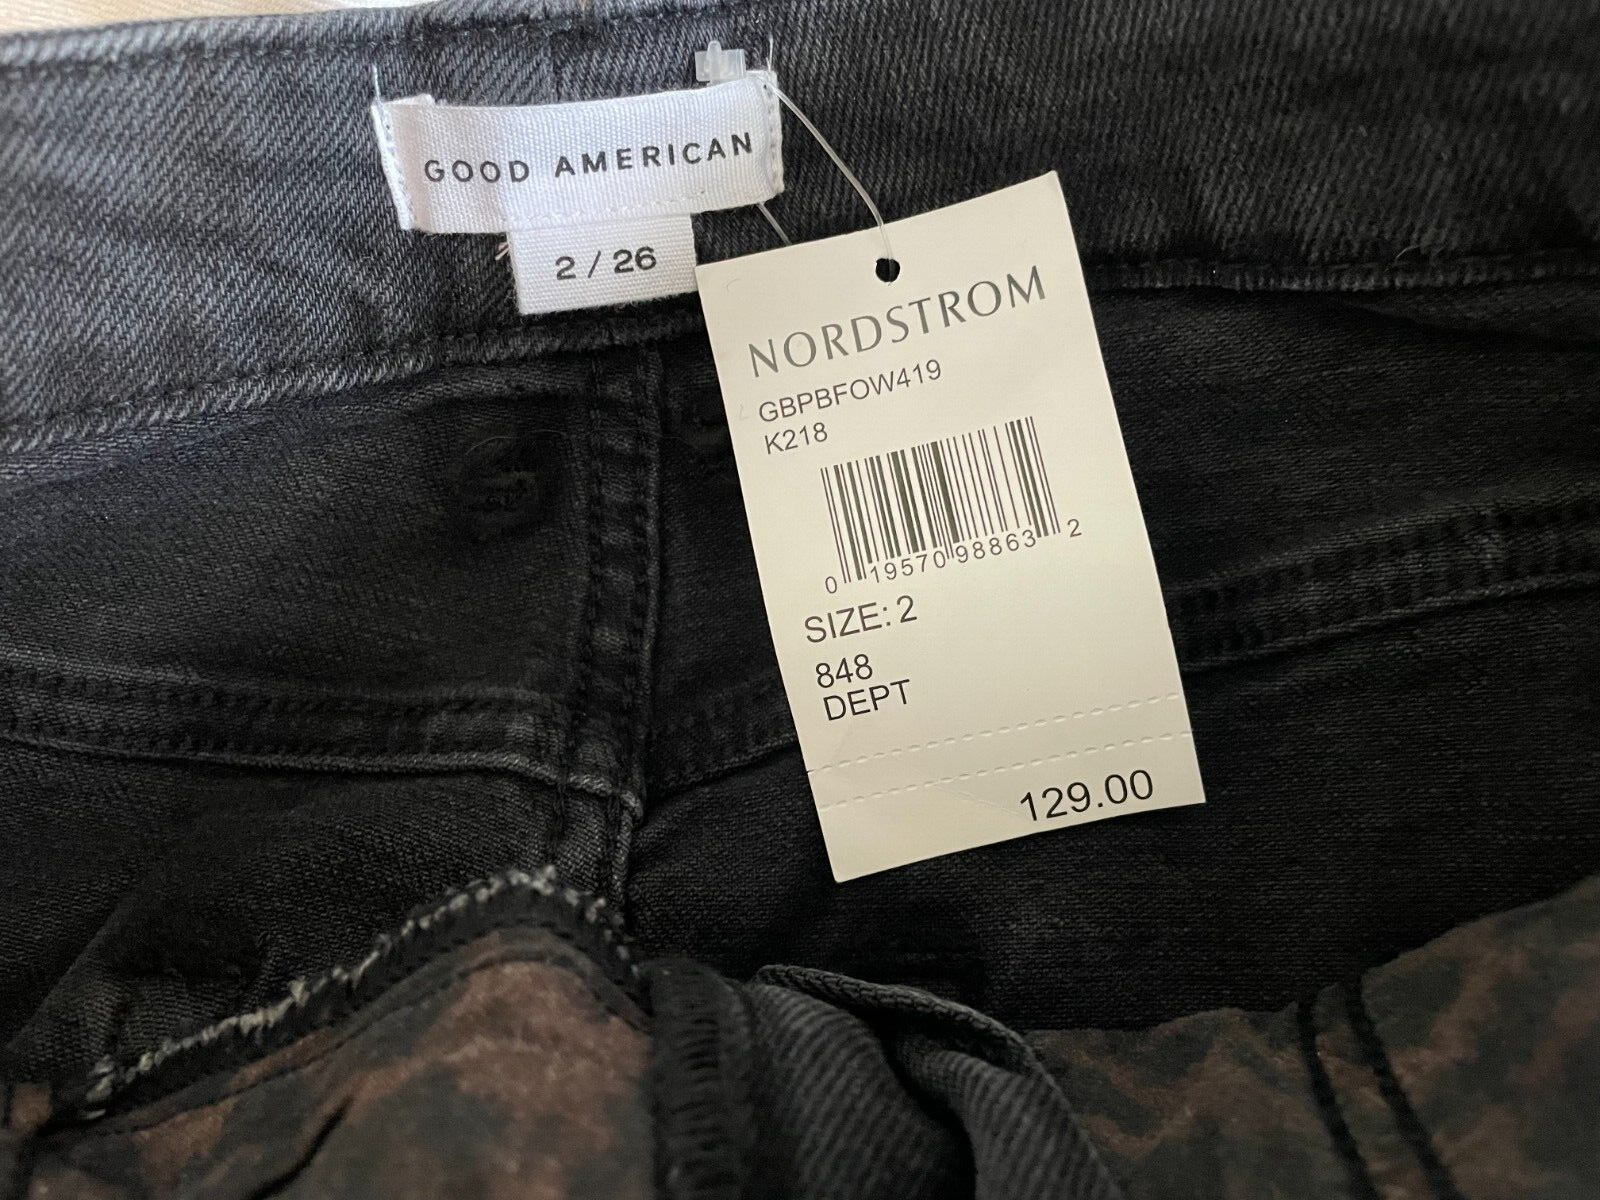 GOOD AMERICAN
2 / 26
NORDSTROM
GBPBFOW419
K218
0 19570 98863 2
SIZE: 2
848
DEPT
129.00